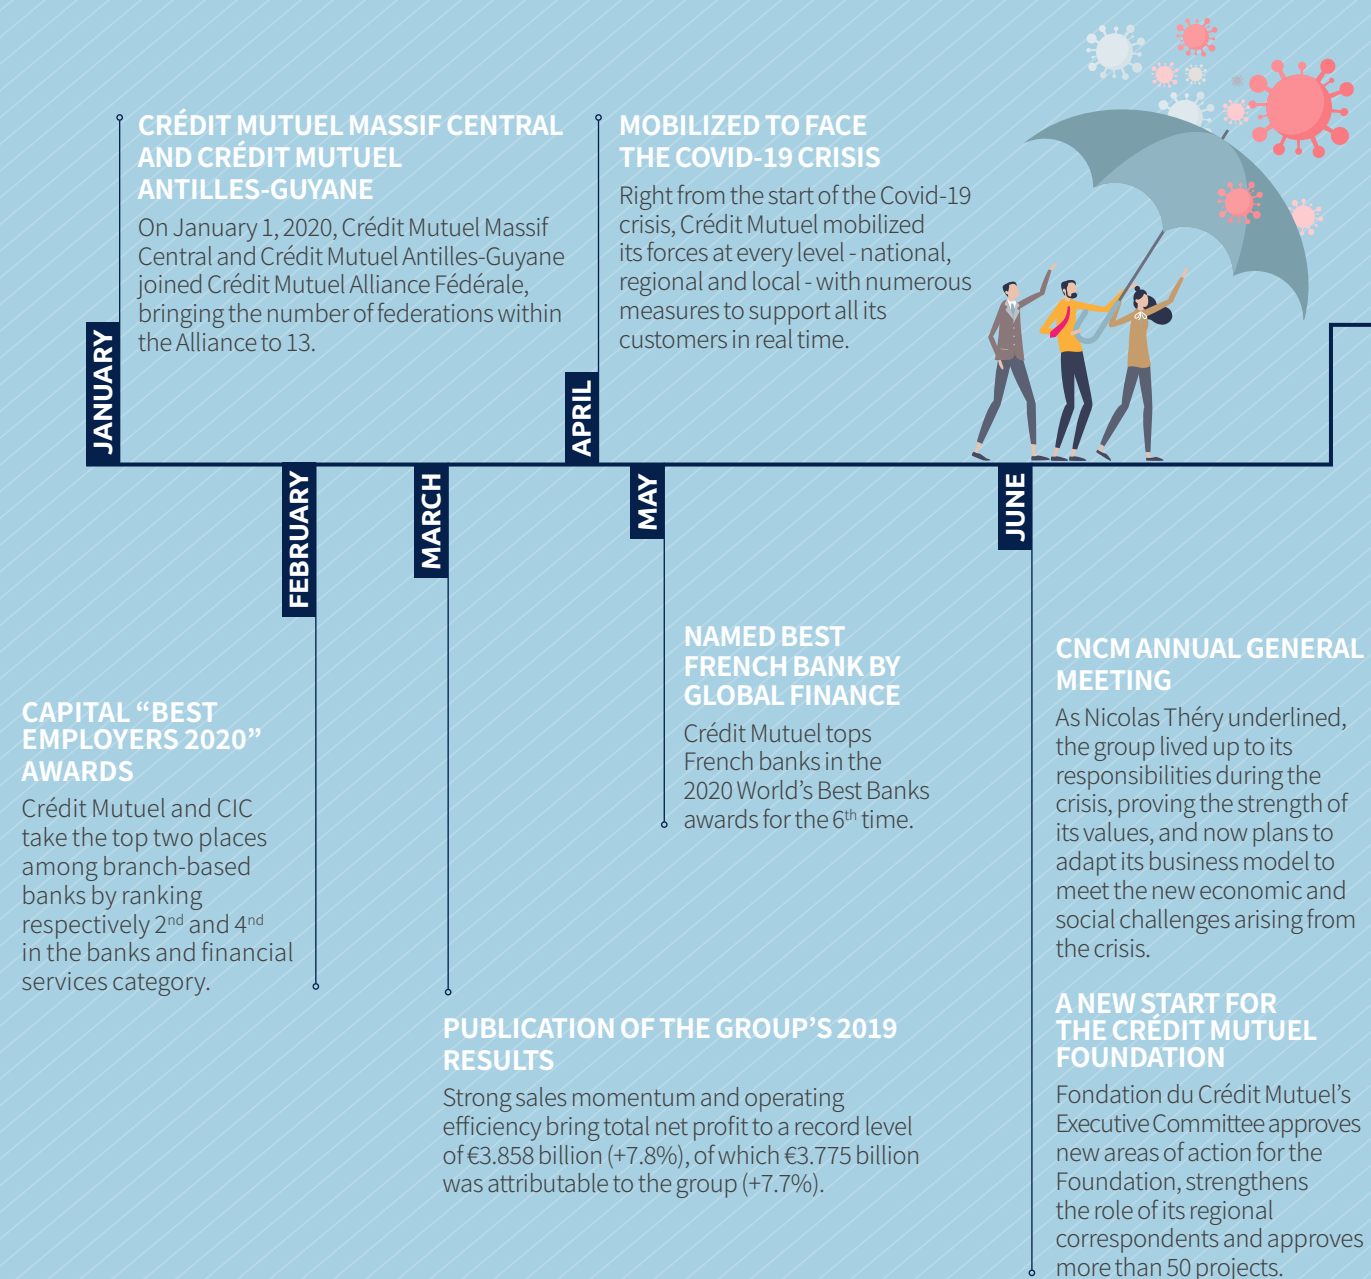 JANUARY
CRÉDIT MUTUEL MASSIF CENTRAL
AND CRÉDIT MUTUEL
ANTILLES-GUYANE
On January 1, 2020, Crédit Mutuel Massif
Central and Crédit Mutuel Antilles-Guyane
joined Crédit Mutuel Alliance Fédérale,
bringing the number of federations within
the Alliance to 13.
FEBRUARY
CAPITAL “BEST
EMPLOYERS 2020”
AWARDS
Crédit Mutuel and CIC
take the top two places
among branch-based
banks by ranking
respectively 2nd and 4nd
in the banks and financial
services category.
MARCH
PUBLICATION OF THE GROUP’S 2019
RESULTS
Strong sales momentum and operating
efficiency bring total net profit to a record level
of €3.858 billion (+7.8%), of which €3.775 billion
was attributable to the group (+7.7%).
APRIL
MOBILIZED TO FACE
THE COVID-19 CRISIS
Right from the start of the Covid-19
crisis, Crédit Mutuel mobilized
its forces at every level - national,
regional and local - with numerous
measures to support all its
customers in real time.
MAY
NAMED BEST
FRENCH BANK BY
GLOBAL FINANCE
Crédit Mutuel tops
French banks in the
2020 World’s Best Banks
awards for the 6th time.
JUNE
CNCM ANNUAL GENERAL
MEETING
As Nicolas Théry underlined,
the group lived up to its
responsibilities during the
crisis, proving the strength of
its values, and now plans to
adapt its business model to
meet the new economic and
social challenges arising from
the crisis.
A NEW START FOR
THE CRÉDIT MUTUEL
FOUNDATION
Fondation du Crédit Mutuel’s
Executive Committee approves
new areas of action for the
Foundation, strengthens
the role of its regional
correspondents and approves
more than 50 projects.